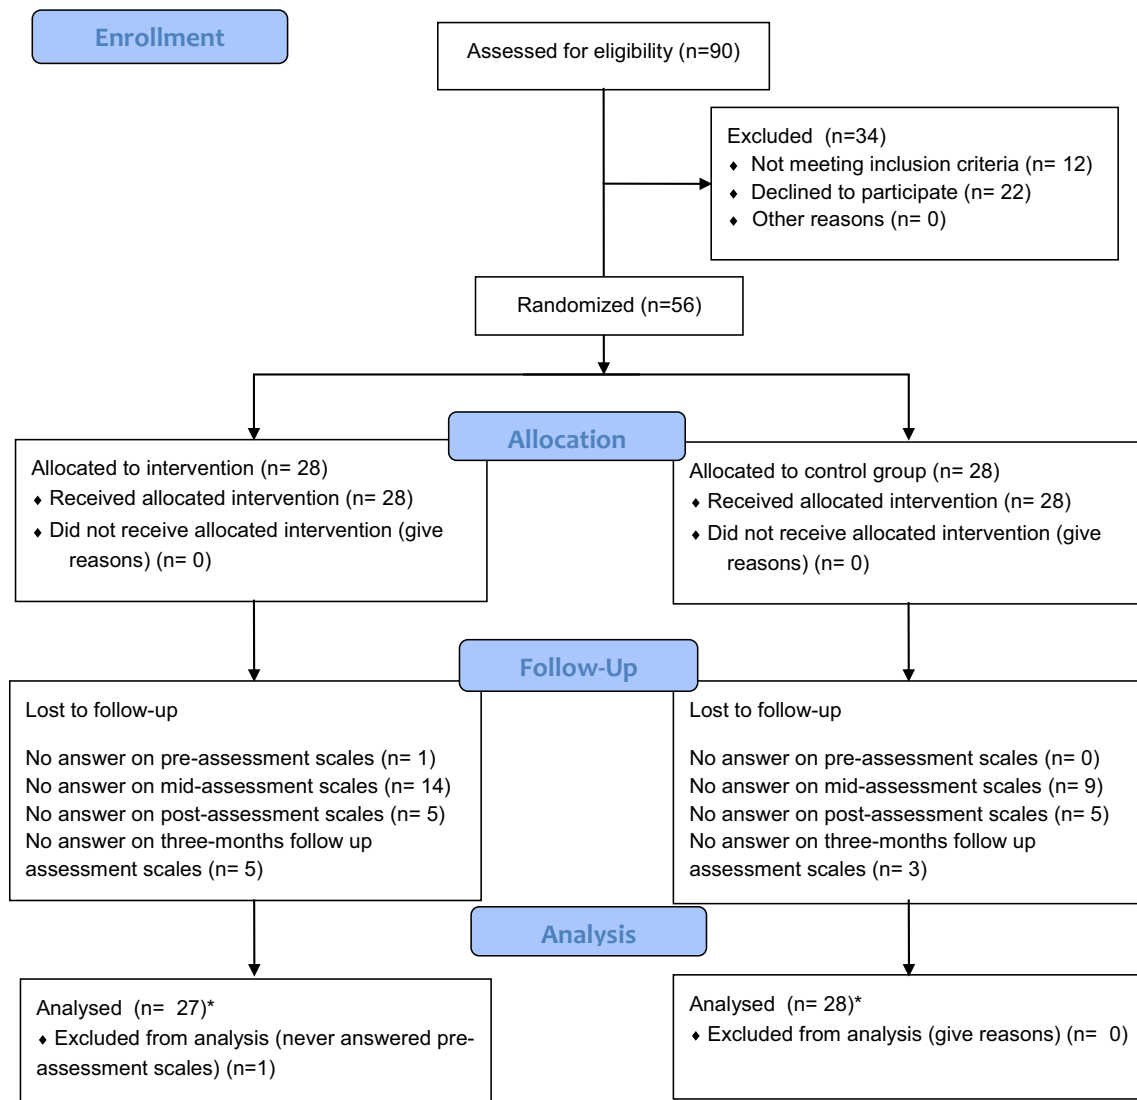 Enrollment
Assessed for eligibility (n=90)
Excluded (n=34)
♦ Not meeting inclusion criteria (n= 12)
♦ Declined to participate (n= 22)
♦ Other reasons (n= 0)
Randomized (n=56)
Allocation
Allocated to intervention (n= 28)
♦ Received allocated intervention (n= 28)
♦ Did not receive allocated intervention (give
reasons) (n= 0)
Allocated to control group (n= 28)
♦ Received allocated intervention (n= 28)
♦ Did not receive allocated intervention (give
reasons) (n= 0)
Follow-Up
Lost to follow-up
No answer on pre-assessment scales (n= 1)
No answer on mid-assessment scales (n= 14)
No answer on post-assessment scales (n= 5)
No answer on three-months follow up
assessment scales (n= 5)
Lost to follow-up
No answer on pre-assessment scales (n= 0)
No answer on mid-assessment scales (n= 9)
No answer on post-assessment scales (n= 5)
No answer on three-months follow up
assessment scales (n= 3)
Analysis
Analysed (n= 27)*
♦ Excluded from analysis (never answered pre-
assessment scales) (n=1)
Analysed (n= 28)*
♦ Excluded from analysis (give reasons) (n= 0)